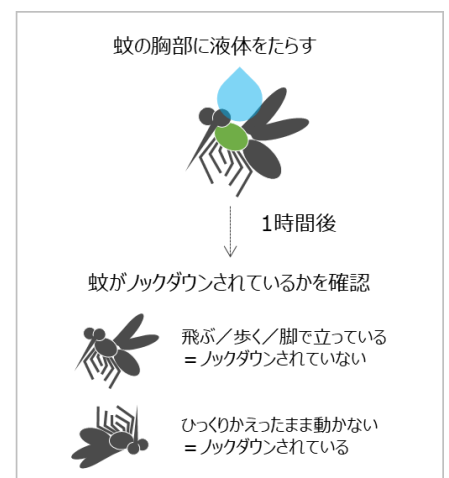 蚊の胸部に液体をたらす
1時間後
蚊がノックダウンされているかを確認
飛ぶ／歩く／脚で立っている
＝ノックダウンされていない
ひっくりかえったまま動かない
＝ノックダウンされている